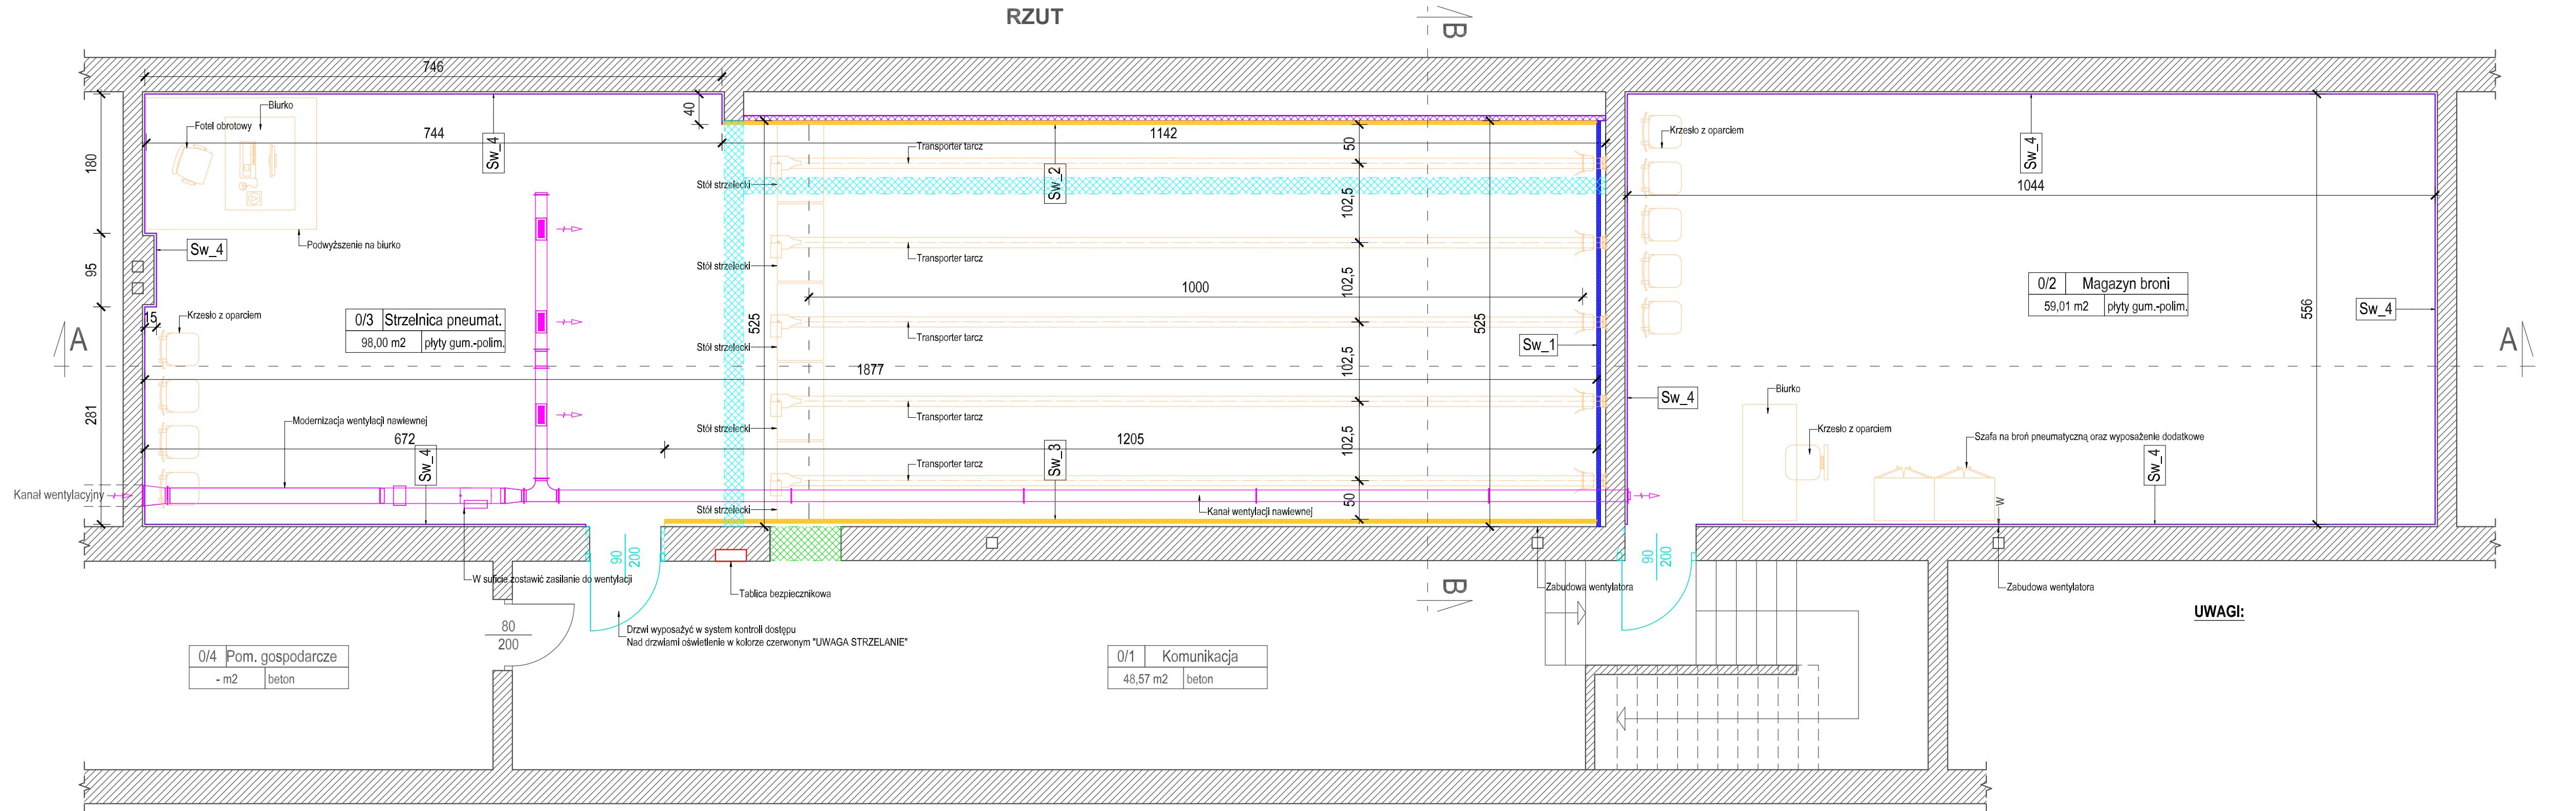 RZUT
B
746
40
Biurko
Fotel obrotowy
744
Sw_4
1142
50
Transporter tarcz
Krzesło z oparciem
Sw_4
180
Stół strzelecki
Sw_2
1044
102,5
Podwyższenie na biurko
Sw_4
95
Stół strzelecki
Transporter tarcz
102,5
1000
0/2 Magazyn broni
59,01 m2 płyty gum.-polim.
15
Krzesło z oparciem
0/3 Strzelnica pneumat.
98,00 m2 płyty gum.-polim.
525
525
556
Sw_4
A
Stół strzelecki
Transporter tarcz
Sw_1
A
102,5
1877
Biurko
Sw_4
281
Modernizacja wentylacji nawiewnej
Stół strzelecki
Transporter tarcz
Krzesło z oparciem
672
1205
102,5
Szafa na broń pneumatyczną oraz wyposażenie dodatkowe
Sw_4
Sw_3
Transporter tarcz
Sw_4
Kanał wentylacyjny
50
W
Stół strzelecki
Kanał wentylacji nawiewnej
90
200
90
200
W suficie zostawić zasilanie do wentylacji
Tablica bezpiecznikowa
B
Zabudowa wentylatora
Zabudowa wentylatora
UWAGI:
80
200
Drzwi wyposażyć w system kontroli dostępu
Nad drzwiami oświetlenie w kolorze czerwonym "UWAGA STRZELANIE"
0/4 Pom. gospodarcze
- m2 beton
0/1 Komunikacja
48,57 m2 beton